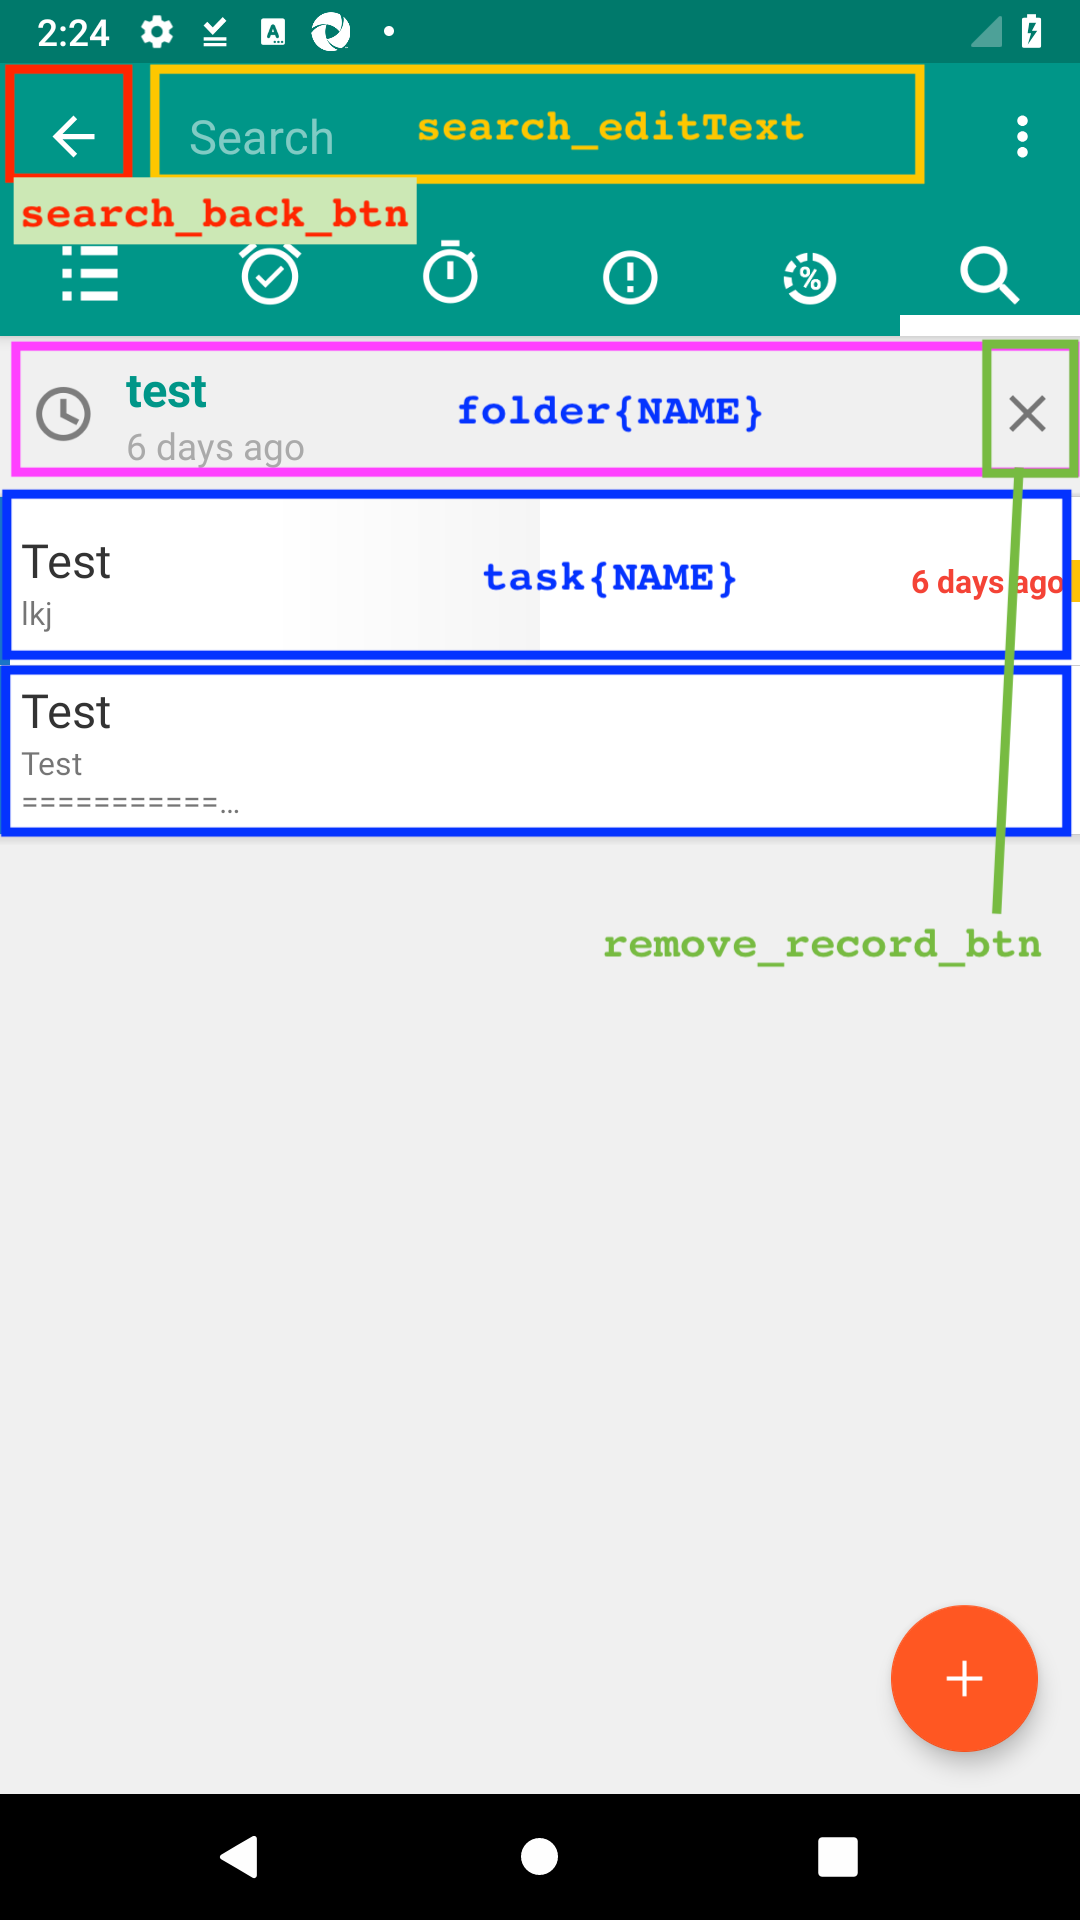 2:24
Search search_editText
search_back_btn
test
folder{NAME}
6 days ago
Test
task{NAME}
6 days ago
lkj
Test
Test
===========...
remove_record_btn